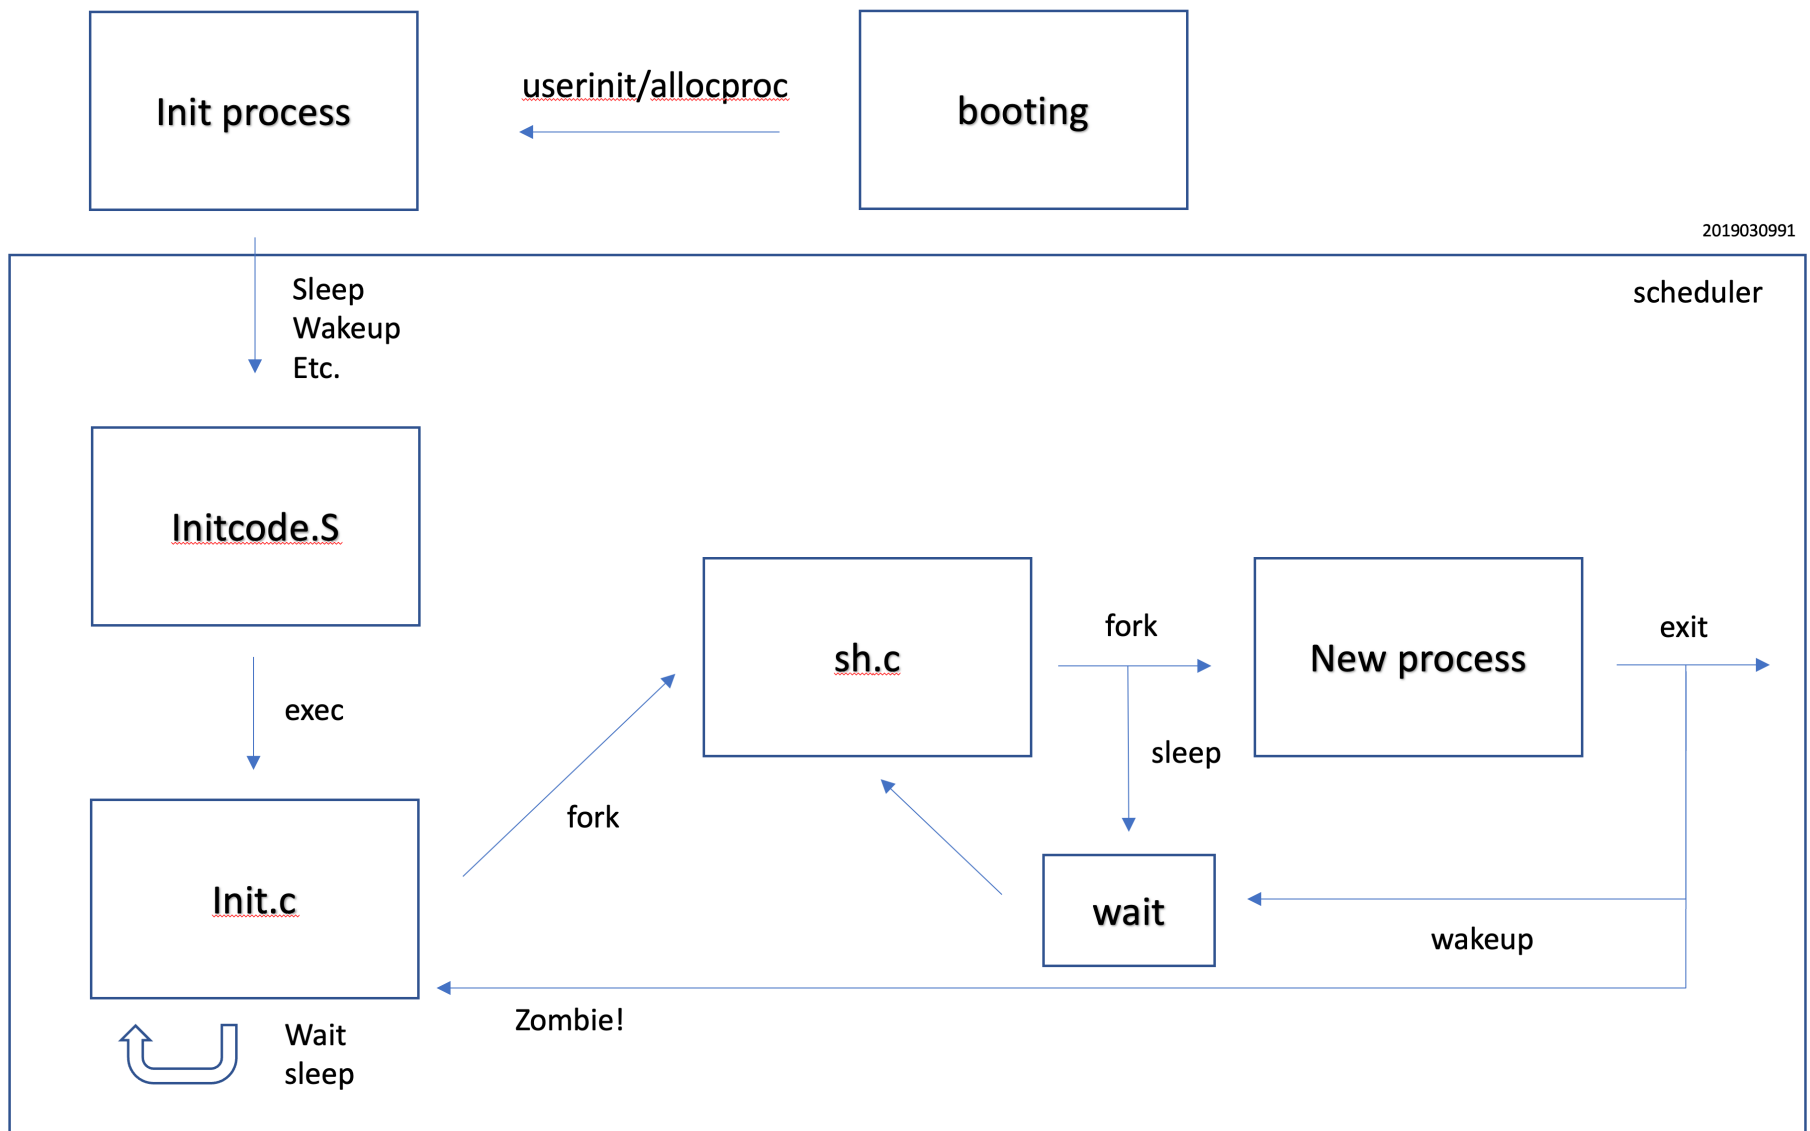 Init process
userinit/allocproc
booting
2019030991
scheduler
Sleep
Wakeup
Etc.
Initcode.S
exec
Init.c
Wait
sleep
fork
sh.c
fork
sleep
wait
New process
exit
wakeup
Zombie!